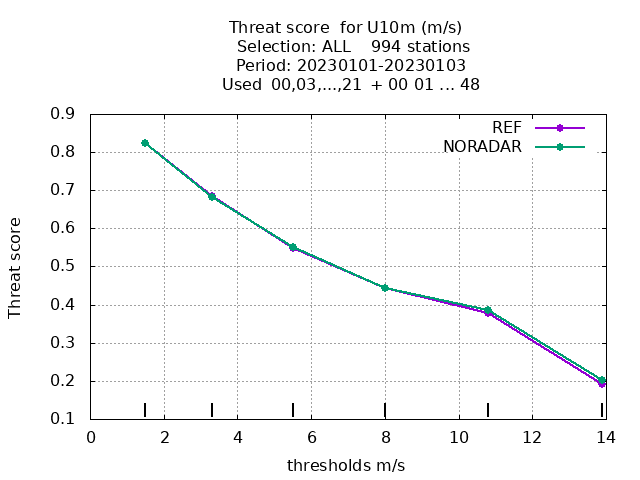 Threat score  for U10m (m/s)
Selection: ALL    994 stations
Period: 20230101-20230103
Used  00,03,...,21  + 00 01 ... 48
REF
NORADAR
0.9
0.8
0.7
0.6
0.5
0.4
0.3
0.2
0.1
Threat score
0 2 4 6 8 10 12 14
thresholds m/s